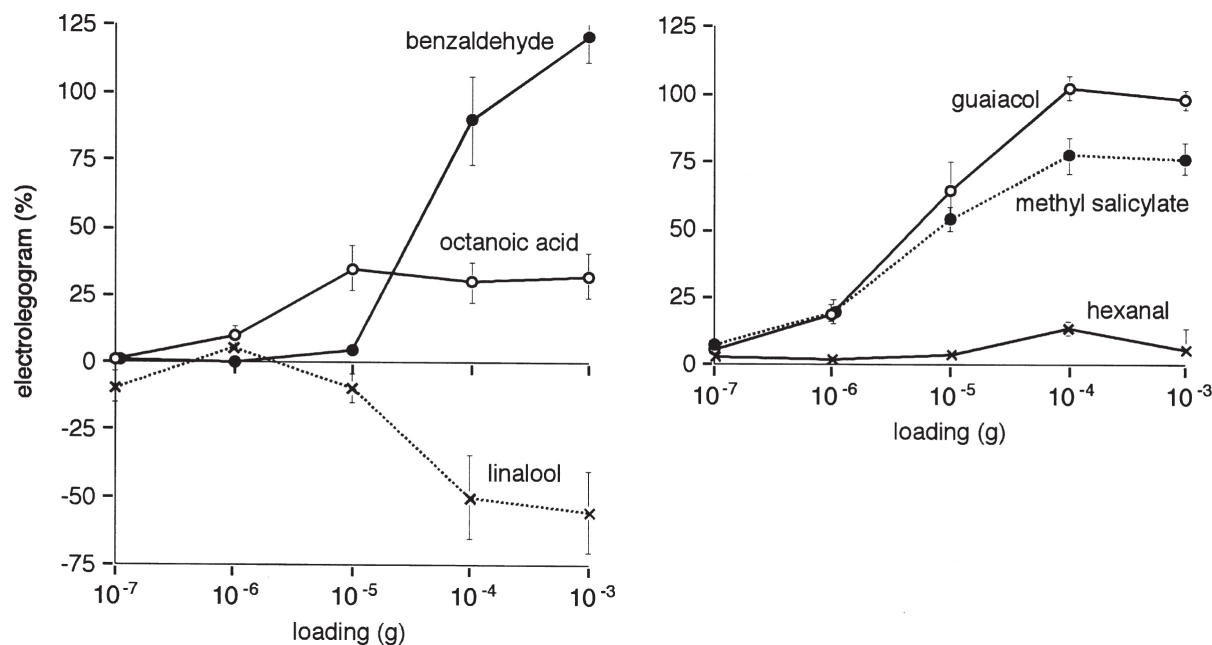 125
100
75
50
25
0
-25
-50
-75
electrolegogram (%)
benzaldehyde
octanoic acid
linalool
10-7
10-6
10-5
10-4
10-3
loading (g)
125
100
75
50
25
0
guaiacol
methyl salicylate
hexanal
10-7
10-6
10-5
10-4
10-3
loading (g)